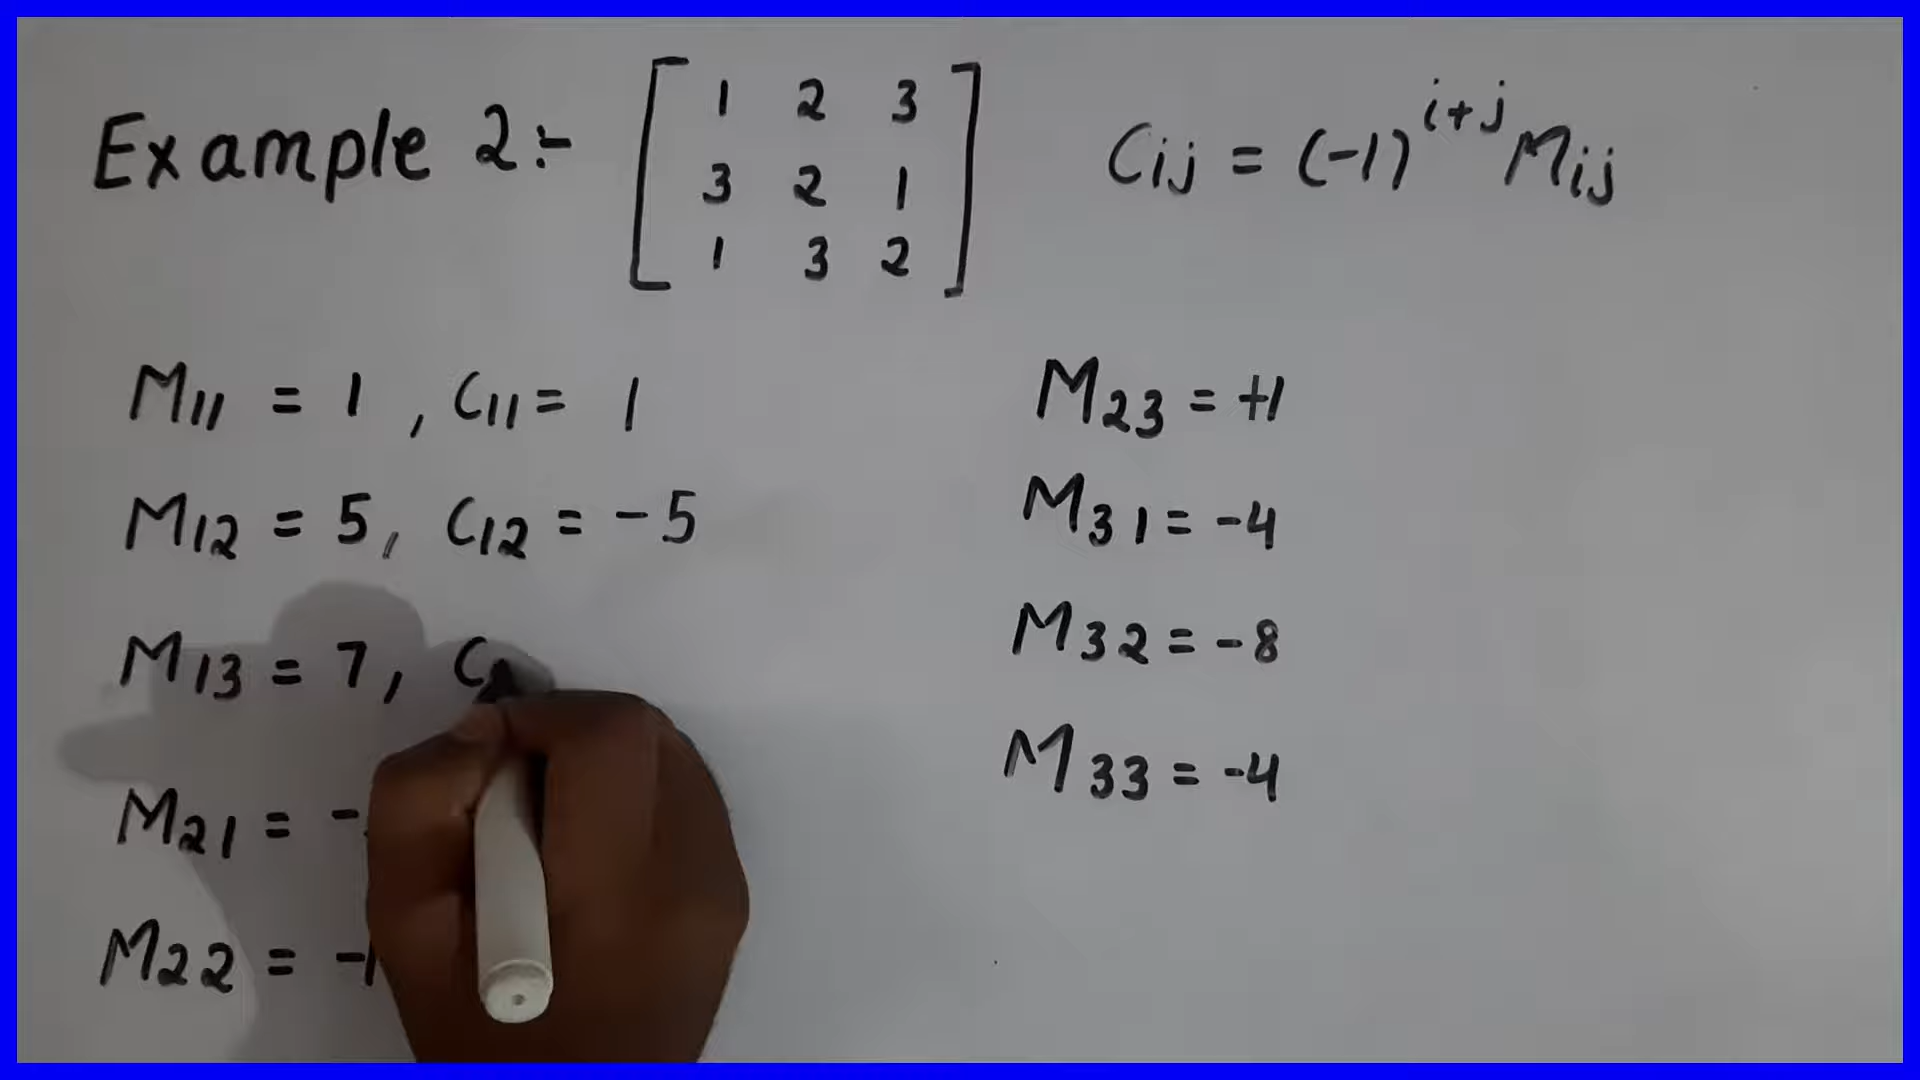 Example 2:-
1 2 3
3 2 1
1 3 2
Cij = (-1)^i+j Mij
M11 = 1 , C11 = 1
M12 = 5, C12 = -5
M13 = 7, C
M21 = -
M22 = -1
M23 = +1
M31 = -4
M32 = -8
M33 = -4